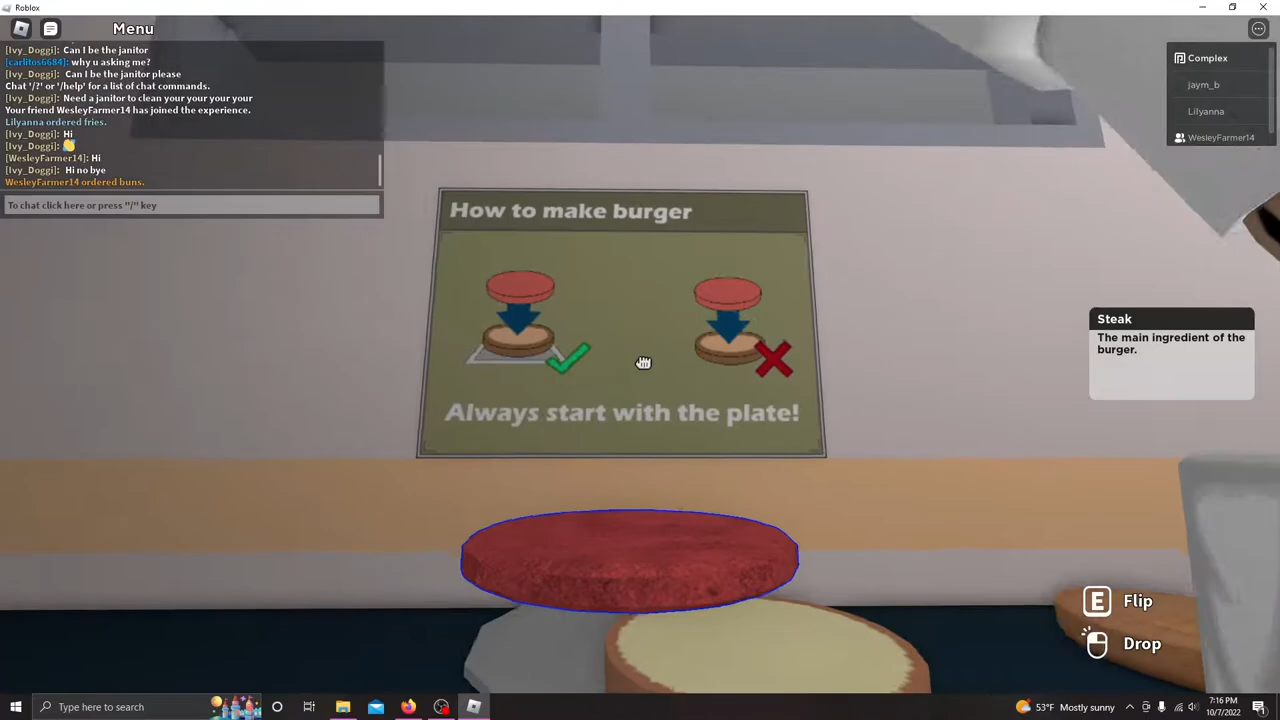 Roblox
Menu
[Ivy_Doggi]: Can I be the janitor
[carlitos6684]: why u asking me?
[Ivy_Doggi]: Can I be the janitor please
Chat '/?' or '/help' for a list of chat commands.
[Ivy_Doggi]: Need a janitor to clean your your your your
Your friend WesleyFarmer14 has joined the experience.
Lilyanna ordered fries.
[Ivy_Doggi]: Hi
[Ivy_Doggi]: 👋
[WesleyFarmer14]: Hi
[Ivy_Doggi]: Hi no bye
WesleyFarmer14 ordered buns.
To chat click here or press "/" key
Complex
jaym_b
Lilyanna
WesleyFarmer14
How to make burger
Always start with the plate!
Steak
The main ingredient of the
burger.
E Flip
Drop
Type here to search
53°F Mostly sunny
7:16 PM
10/7/2022
1